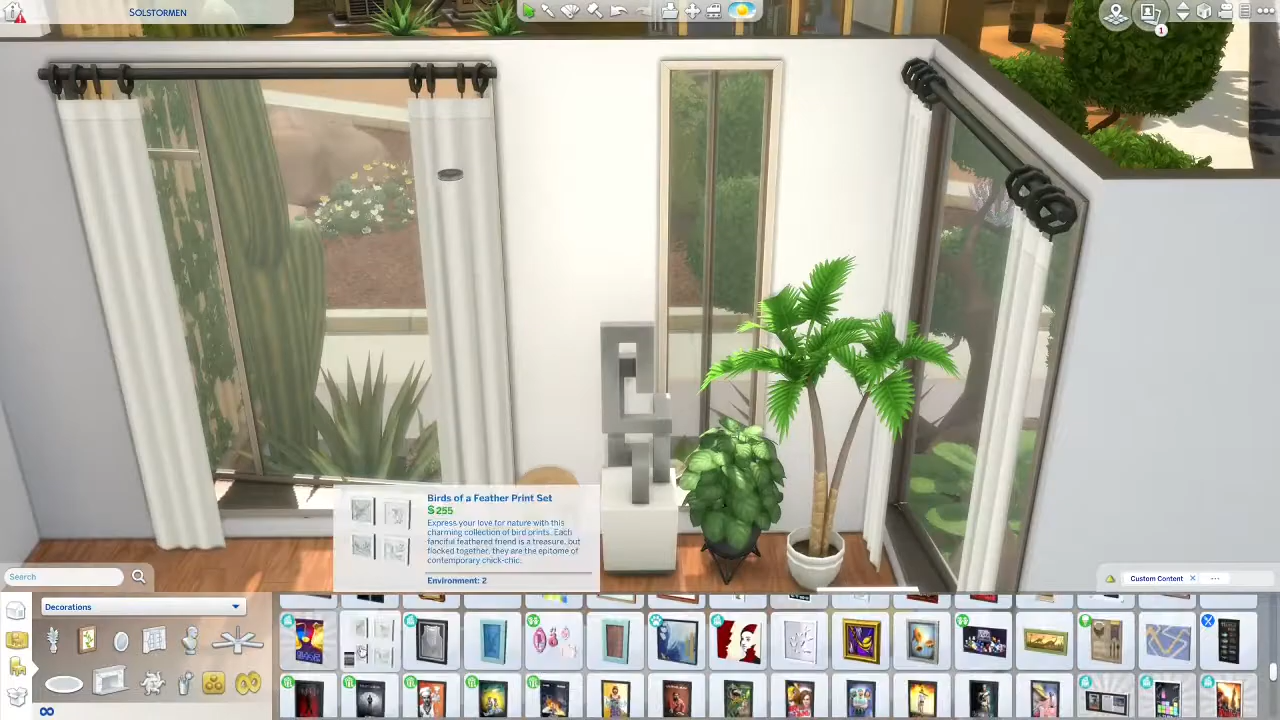 SOLSTORMEN
1
Birds of a Feather Print Set
§255
Express your love for nature with this
charming collection of bird prints. Each
fanciful feathered friend is a treasure, but
flocked together, they are the epitome of
contemporary chick-chic.
Environment: 2
Search
Custom Content
Decorations